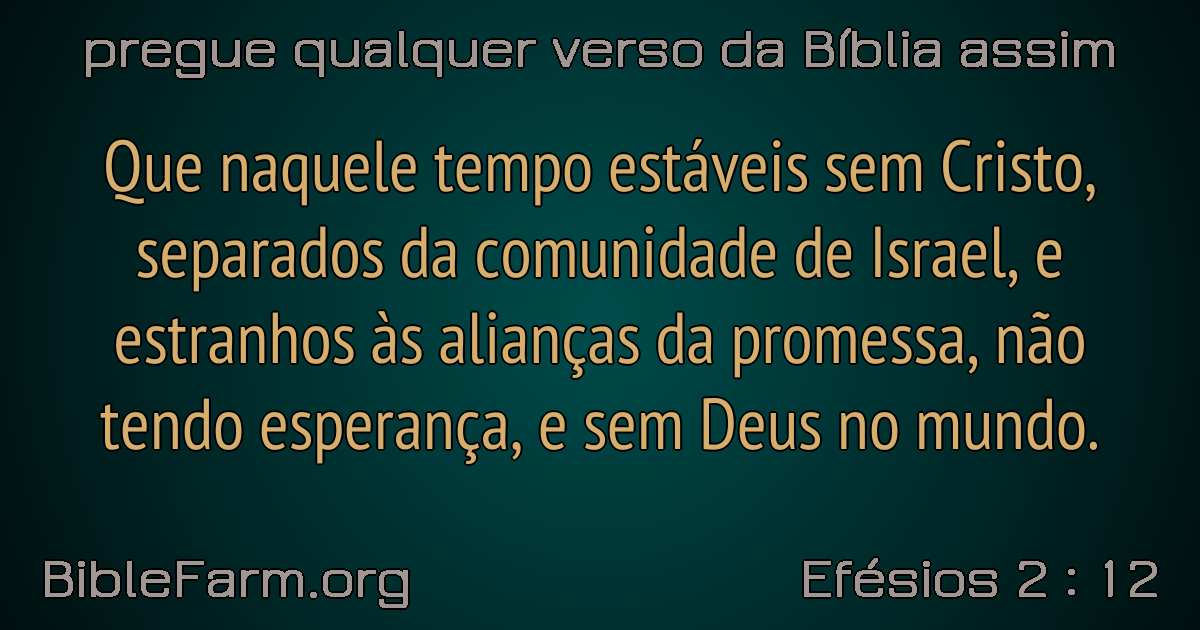 pregue qualquer verso da Bíblia assim
Que naquele tempo estáveis sem Cristo,
separados da comunidade de Israel, e
estranhos às alianças da promessa, não
tendo esperança, e sem Deus no mundo.
BibleFarm.org
Efésios 2 : 12